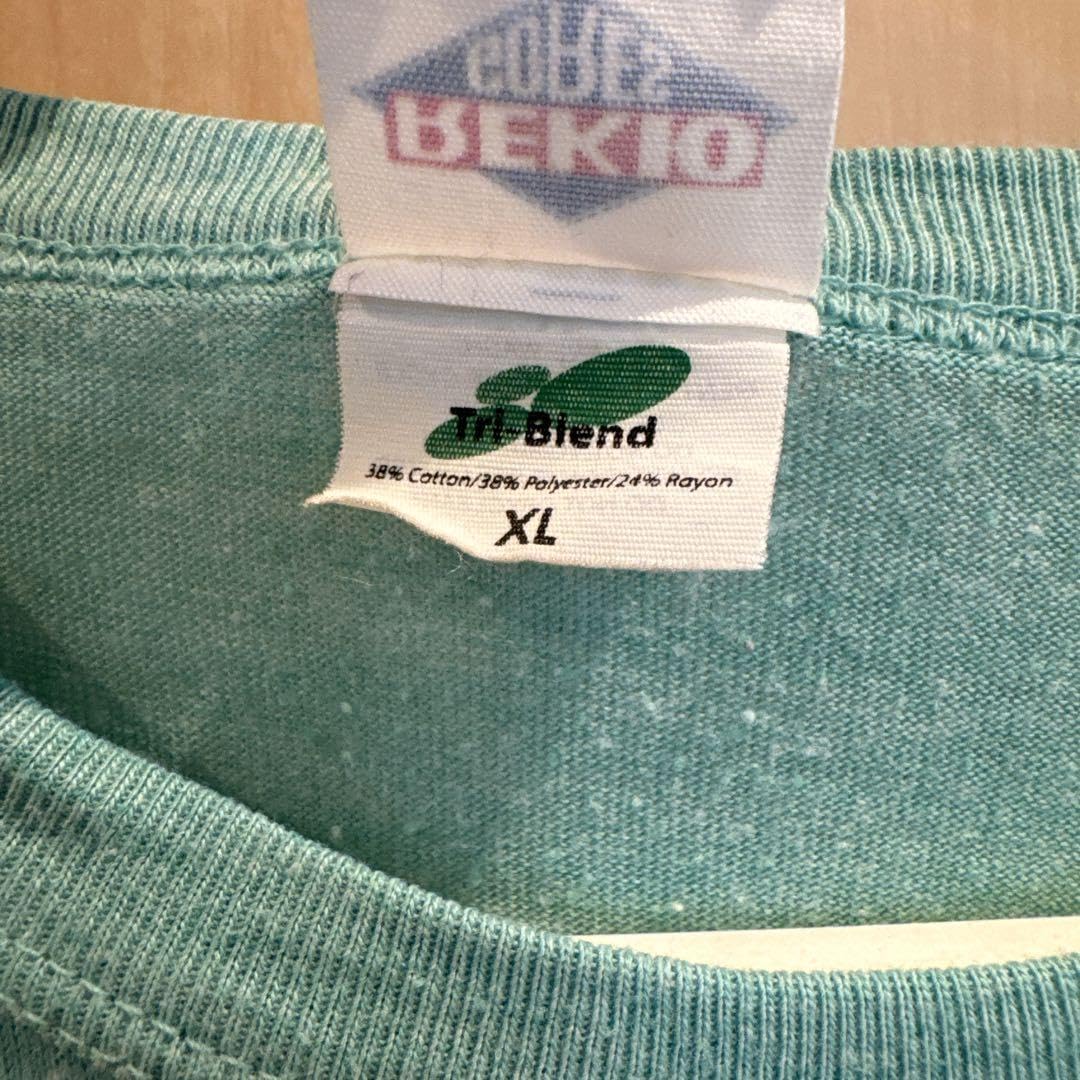 Tri-Blend
38% Cotton/38% Polyester/24% Rayon
XL